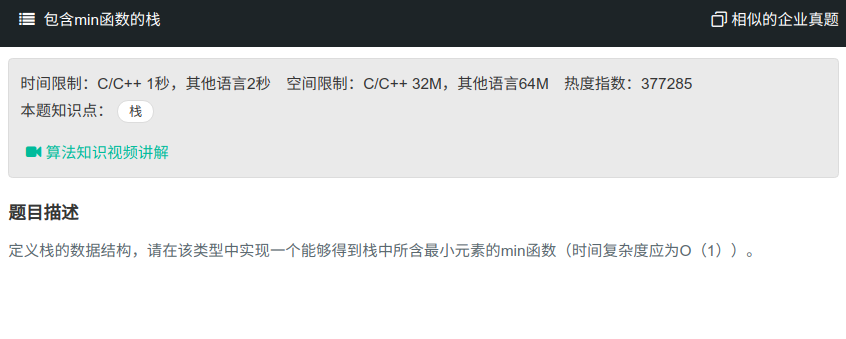 包含min函数的栈 相似的企业真题
时间限制：C/C++ 1秒，其他语言2秒 空间限制：C/C++ 32M，其他语言64M 热度指数：377285
本题知识点： 栈
算法知识视频讲解
题目描述
定义栈的数据结构，请在该类型中实现一个能够得到栈中所含最小元素的min函数（时间复杂度应为O（1））。